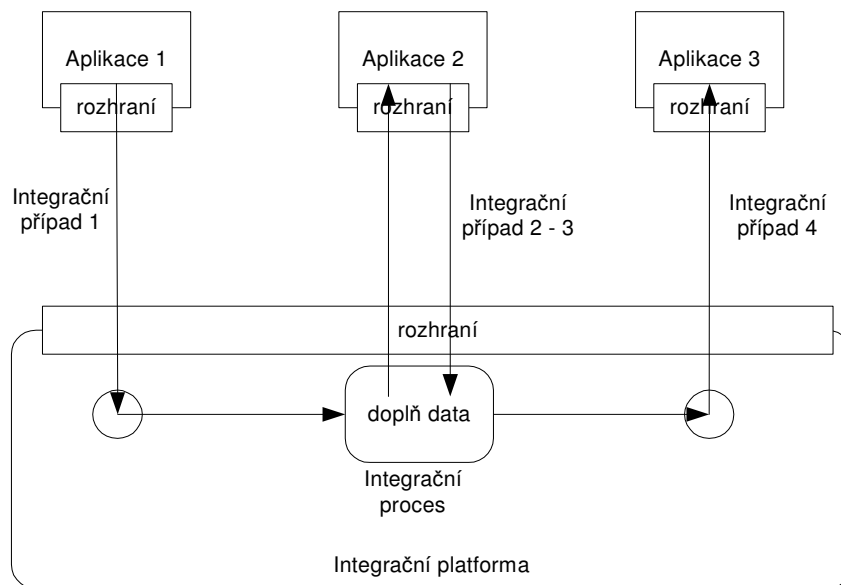 Aplikace 1
Aplikace 2
Aplikace 3
rozhraní
rozhraní
rozhraní
Integrační
případ 1
Integrační
případ 2 - 3
Integrační
případ 4
rozhraní
doplň data
Integrační
proces
Integrační platforma